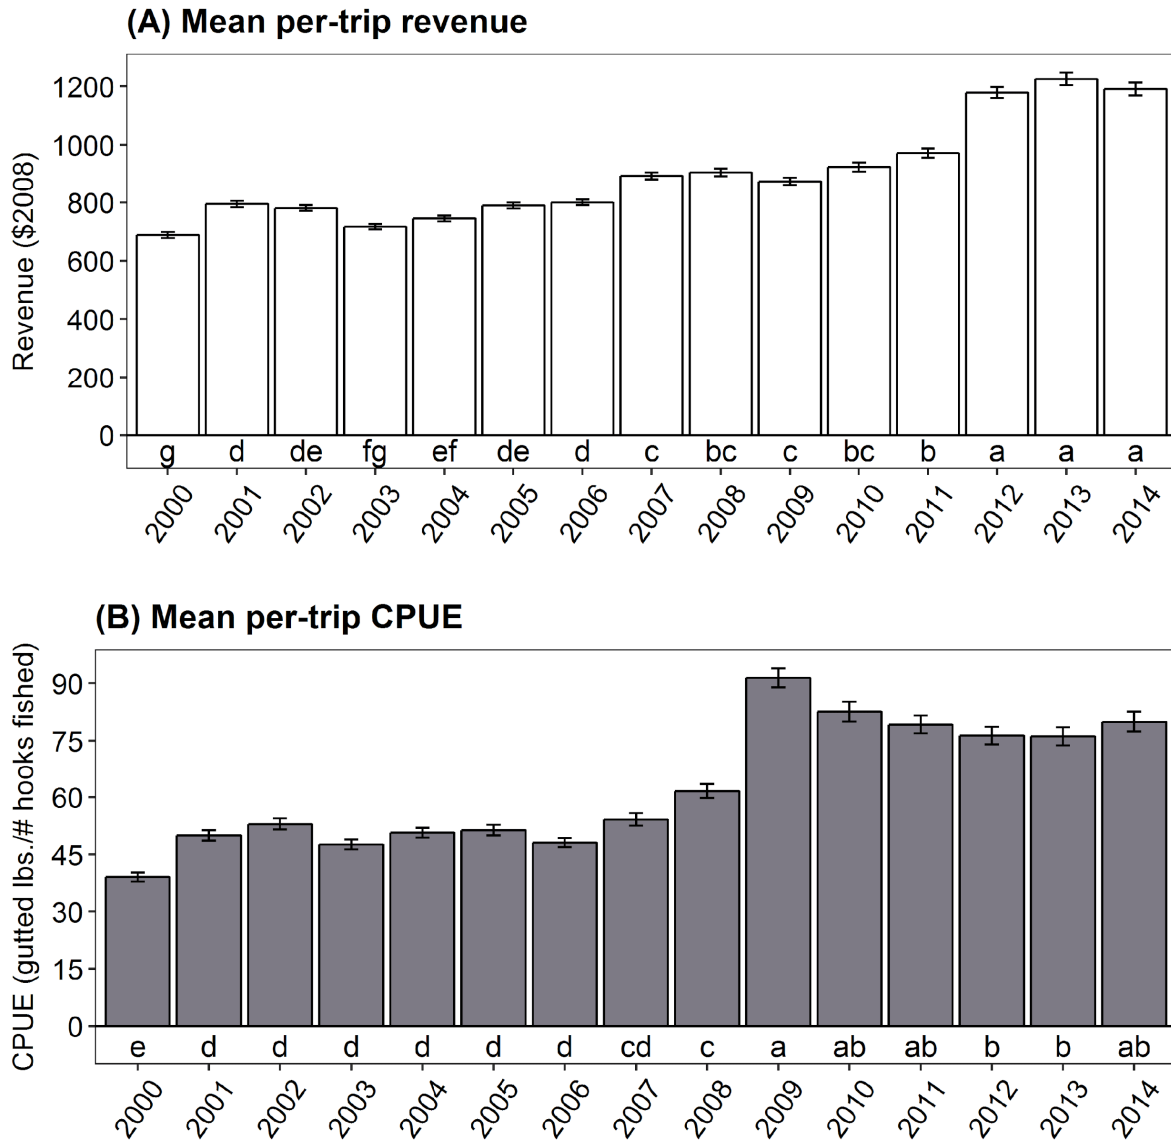 (A) Mean per-trip revenue
Revenue ($2008)
1200
1000
800
600
400
200
0
g d de fg ef de d c bc c bc b a a a
2000 2001 2002 2003 2004 2005 2006 2007 2008 2009 2010 2011 2012 2013 2014
(B) Mean per-trip CPUE
CPUE (gutted lbs./# hooks fished)
90
75
60
45
30
15
0
e d d d d d d cd c a ab ab b b ab
2000 2001 2002 2003 2004 2005 2006 2007 2008 2009 2010 2011 2012 2013 2014